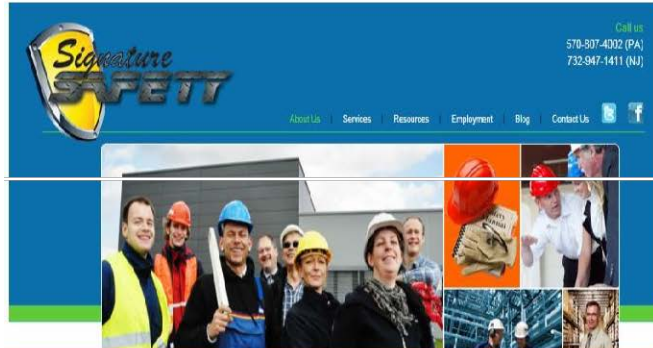 Signature
SAFETY
Call us
570-807-4002 (PA)
732-947-1411 (NJ)
About Us
Services
Resources
Employment
Blog
Contact Us